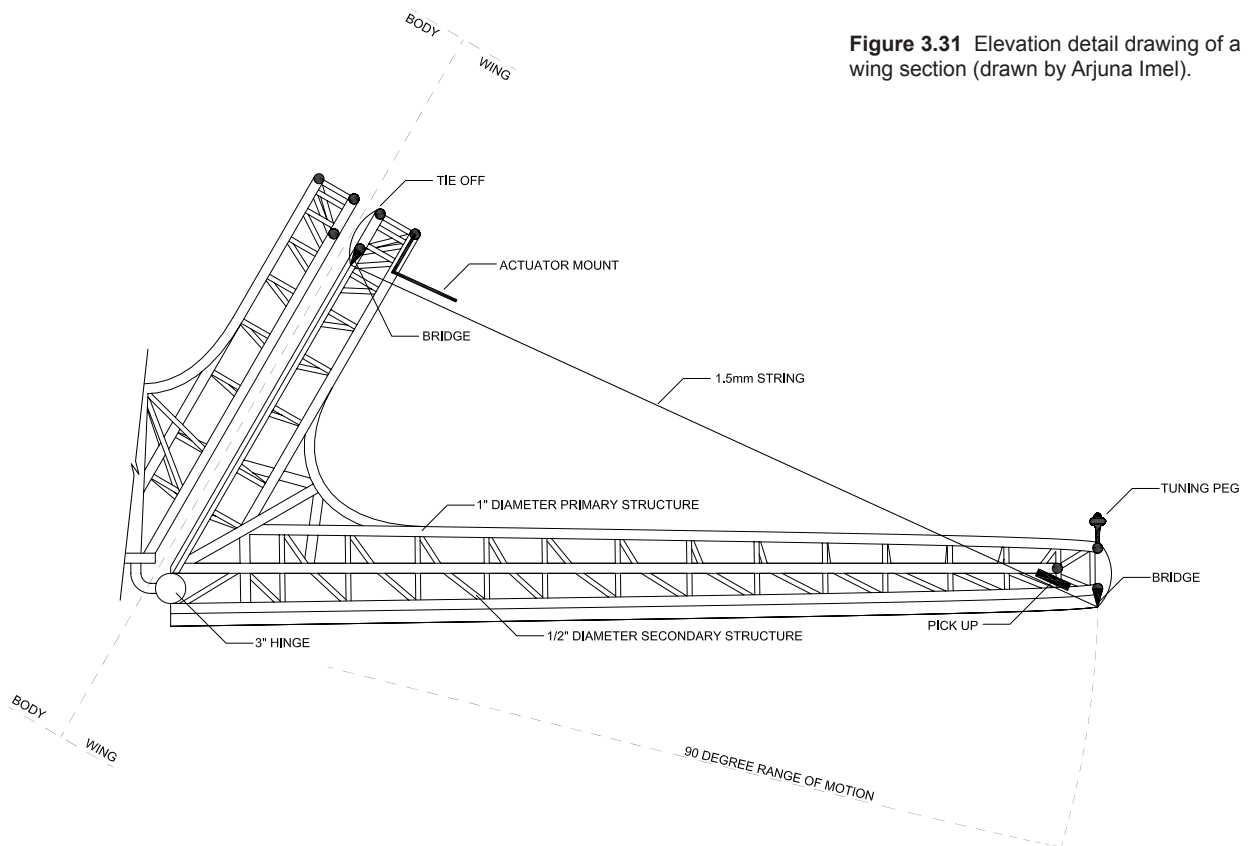 Figure 3.31 Elevation detail drawing of a
wing section (drawn by Arjuna Imel).
BODY
WING
TIE OFF
ACTUATOR MOUNT
BRIDGE
1.5mm STRING
TUNING PEG
1" DIAMETER PRIMARY STRUCTURE
BRIDGE
PICK UP
1/2" DIAMETER SECONDARY STRUCTURE
3" HINGE
BODY
WING
90 DEGREE RANGE OF MOTION